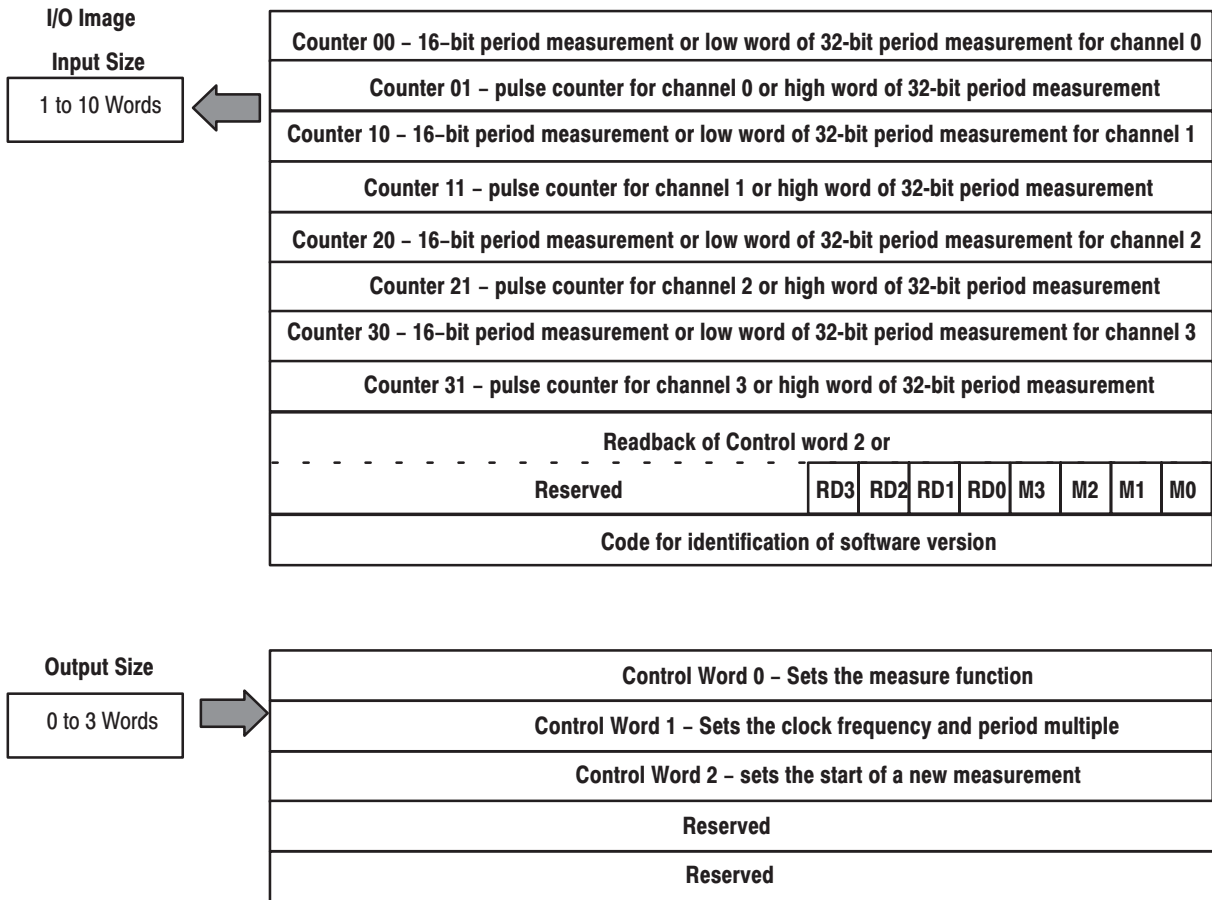 I/O Image
Input Size
1 to 10 Words
Counter 00 – 16–bit period measurement or low word of 32-bit period measurement for channel 0
Counter 01 – pulse counter for channel 0 or high word of 32-bit period measurement
Counter 10 – 16–bit period measurement or low word of 32-bit period measurement for channel 1
Counter 11 – pulse counter for channel 1 or high word of 32-bit period measurement
Counter 20 – 16–bit period measurement or low word of 32-bit period measurement for channel 2
Counter 21 – pulse counter for channel 2 or high word of 32-bit period measurement
Counter 30 – 16–bit period measurement or low word of 32-bit period measurement for channel 3
Counter 31 – pulse counter for channel 3 or high word of 32-bit period measurement
Readback of Control word 2 or
Reserved RD3 RD2 RD1 RD0 M3 M2 M1 M0
Code for identification of software version
Output Size
0 to 3 Words
Control Word 0 – Sets the measure function
Control Word 1 – Sets the clock frequency and period multiple
Control Word 2 – sets the start of a new measurement
Reserved
Reserved